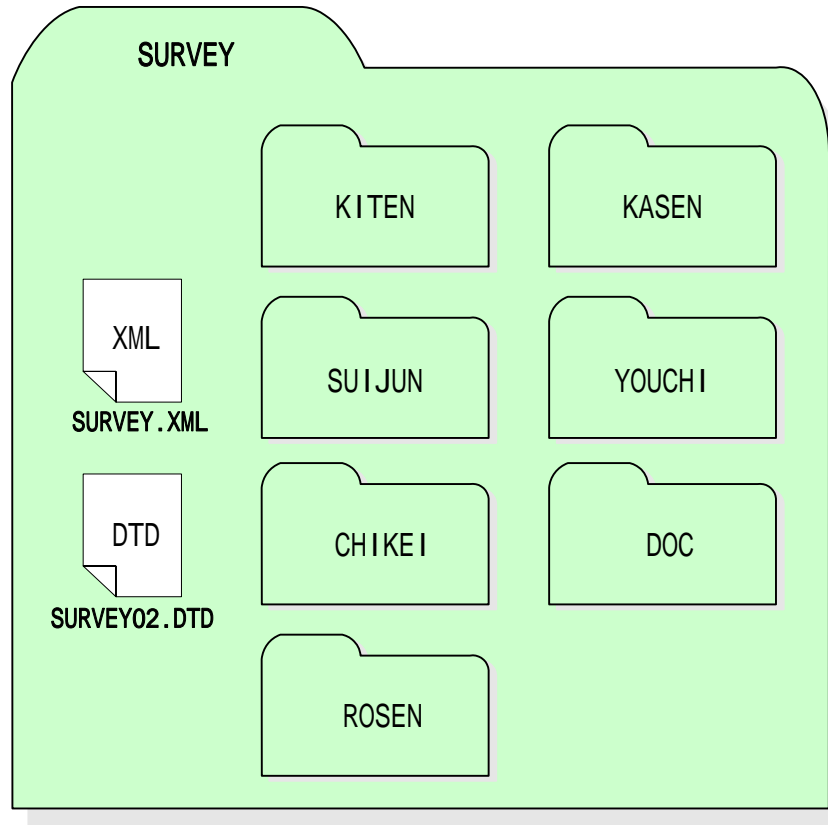 SURVEY
KITEN
KASEN
XML
SURVEY.XML
SUIJUN
YOUCHI
DTD
SURVEY02.DTD
CHIKEI
DOC
ROSEN